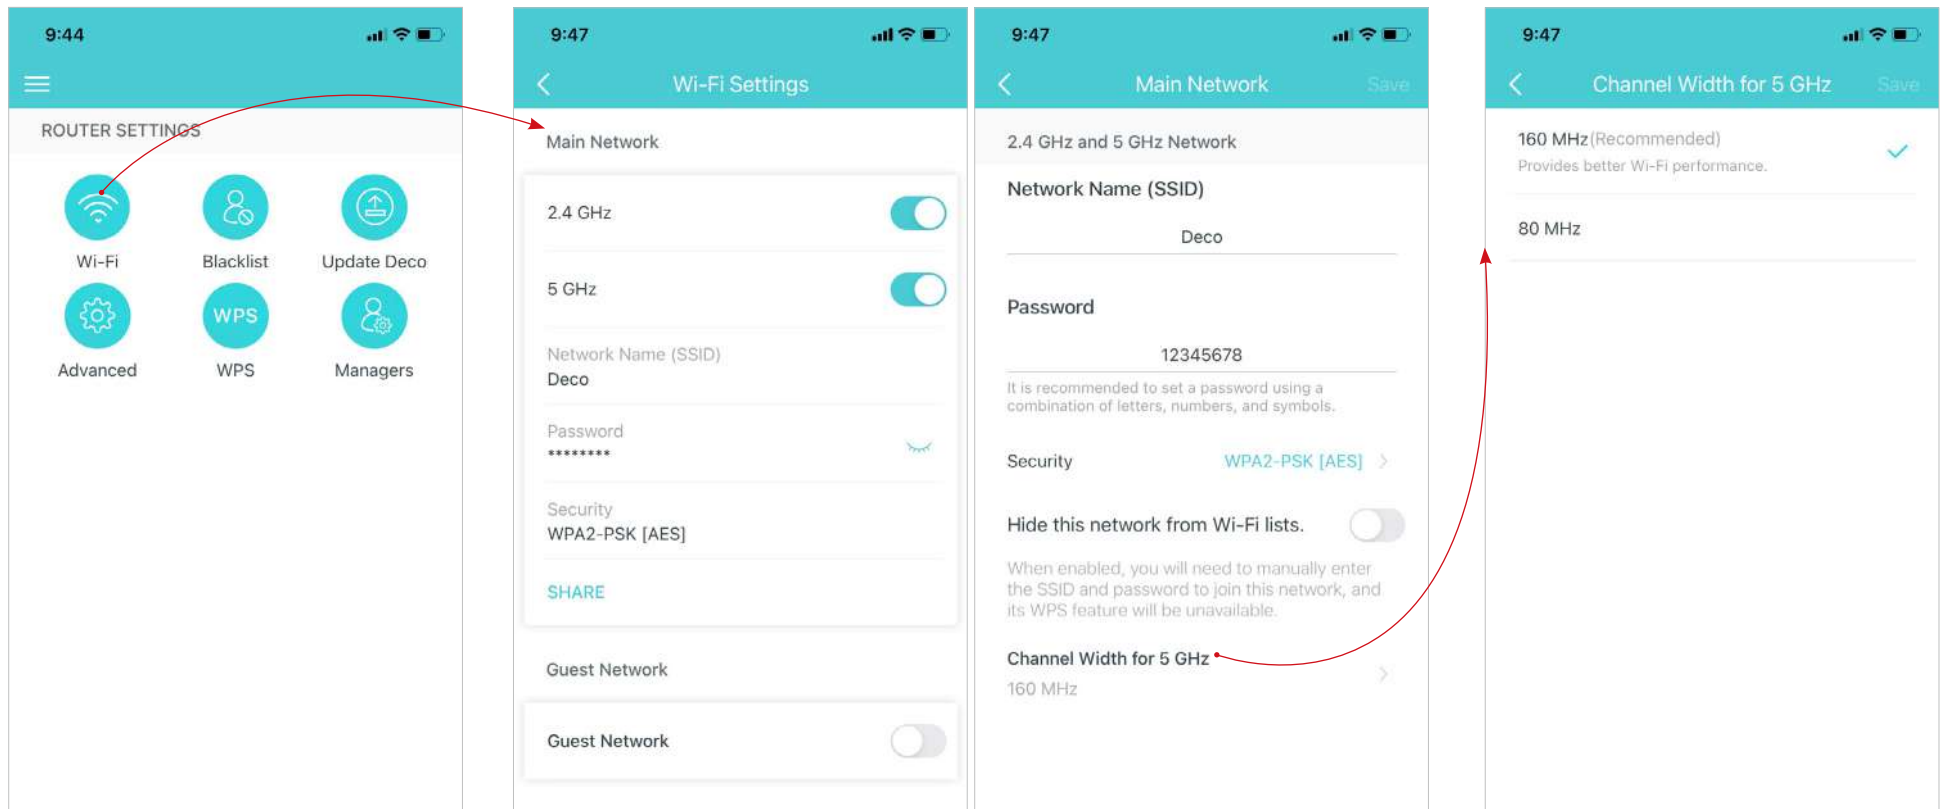 9:44
ROUTER SETTINGS
Wi-Fi
Blacklist
Update Deco
WPS
Advanced
WPS
Managers
9:47
Wi-Fi Settings
Main Network
2.4 GHz
5 GHz
Network Name (SSID)
Deco
Password
********
Security
WPA2-PSK [AES]
SHARE
Guest Network
Guest Network
9:47
Main Network
Save
2.4 GHz and 5 GHz Network
Network Name (SSID)
Deco
Password
12345678
It is recommended to set a password using a
combination of letters, numbers, and symbols.
Security WPA2-PSK [AES]
Hide this network from Wi-Fi lists.
When enabled, you will need to manually enter
the SSID and password to join this network, and
its WPS feature will be unavailable.
Channel Width for 5 GHz
160 MHz
9:47
Channel Width for 5 GHz
Save
160 MHz(Recommended)
Provides better Wi-Fi performance.
80 MHz